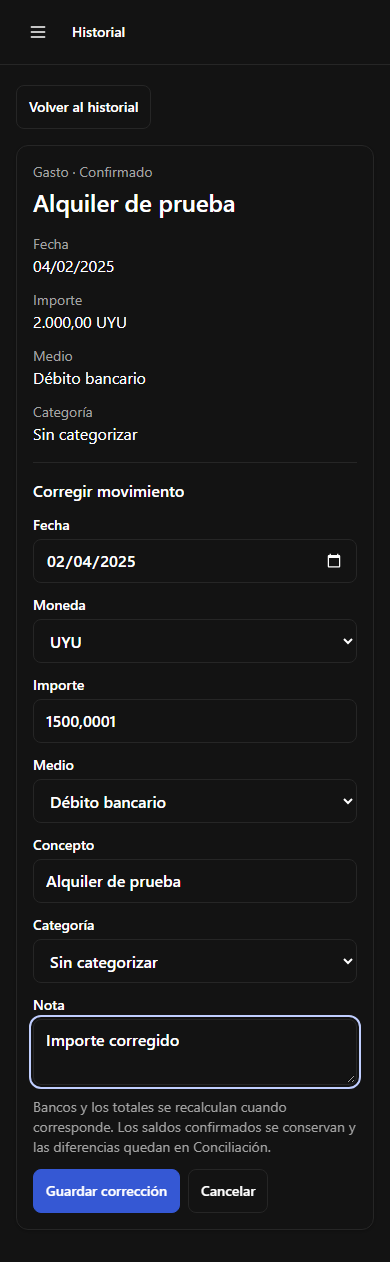 Historial
Volver al historial
Gasto · Confirmado
Alquiler de prueba
Fecha
04/02/2025
Importe
2.000,00 UYU
Medio
Débito bancario
Categoría
Sin categorizar
Corregir movimiento
Fecha
02/04/2025
Moneda
UYU
Importe
1500,0001
Medio
Débito bancario
Concepto
Alquiler de prueba
Categoría
Sin categorizar
Nota
Importe corregido
Bancos y los totales se recalculan cuando
corresponde. Los saldos confirmados se conservan y
las diferencias quedan en Conciliación.
Guardar corrección
Cancelar